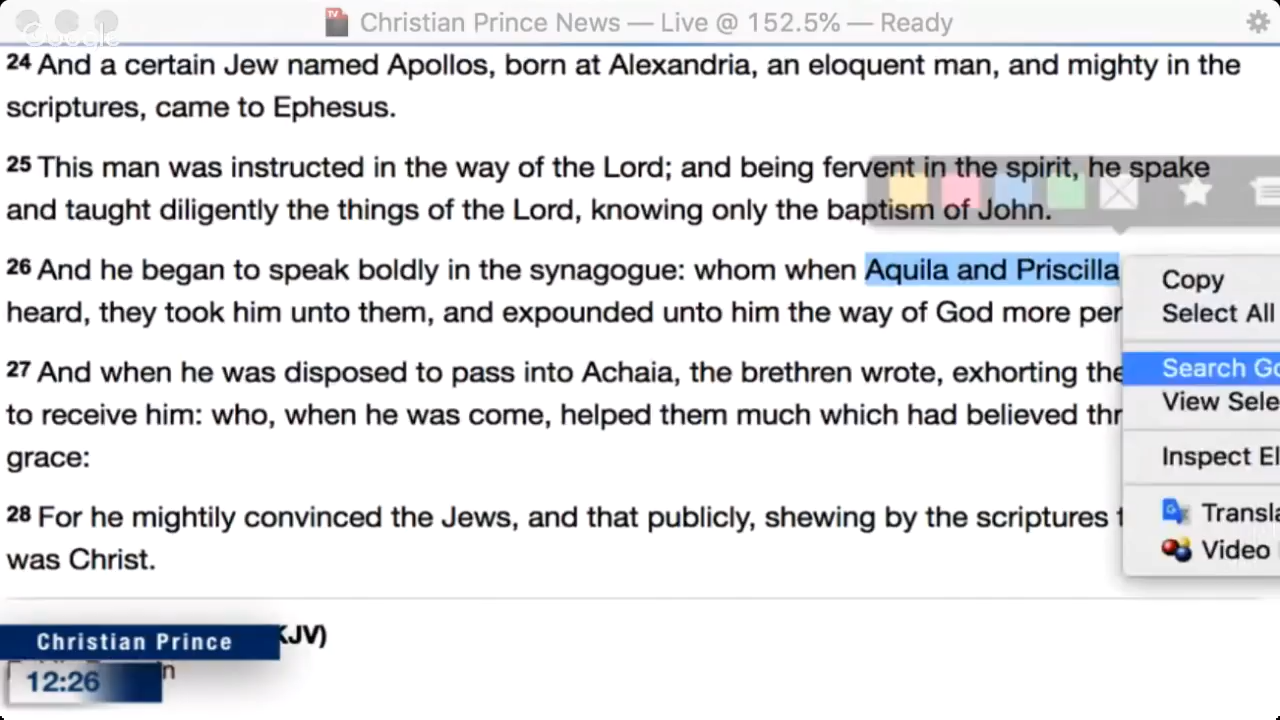 Christian Prince News — Live @ 152.5% — Ready
Google
24 And a certain Jew named Apollos, born at Alexandria, an eloquent man, and mighty in the
scriptures, came to Ephesus.
25 This man was instructed in the way of the Lord; and being fervent in the spirit, he spake
and taught diligently the things of the Lord, knowing only the baptism of John.
26 And he began to speak boldly in the synagogue: whom when Aquila and Priscilla
heard, they took him unto them, and expounded unto him the way of God more per
27 And when he was disposed to pass into Achaia, the brethren wrote, exhorting the
to receive him: who, when he was come, helped them much which had believed thr
grace:
28 For he mightily convinced the Jews, and that publicly, shewing by the scriptures
was Christ.
Copy
Select All
Search Go
View Sele
Inspect El
Transla
Video
KJV)
Christian Prince
12:26